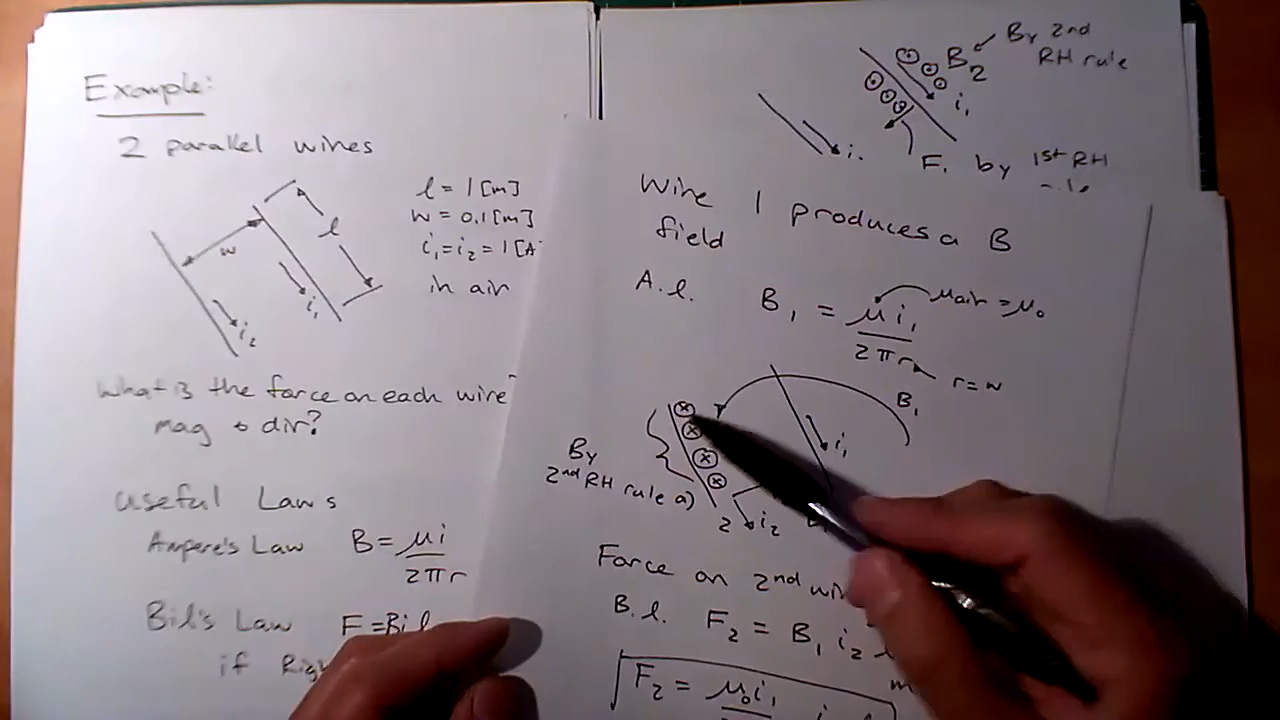 Example:
2 parallel wires
w
l
i₁
i₂
l = 1 [m]
w = 0.1 [m]
i₁=i₂ = 1 [A
in air
What is the force on each wire
mag & dir?
Useful Laws
Ampere's Law B = μi
2πr
Bil's Law F = Bil
if Righ
B₂ By 2nd
RH rule
i₁
i₂
F₁ by 1st RH
Wire 1 produces a B
field
A.l. B₁ = μi₁ μair = μ₀
2πr r = w
B₁
i₁
By
2nd RH rule a)
2 i₂
Force on 2nd
B.l. F₂ = B₁ i₂
F₂ = μ₀i₁